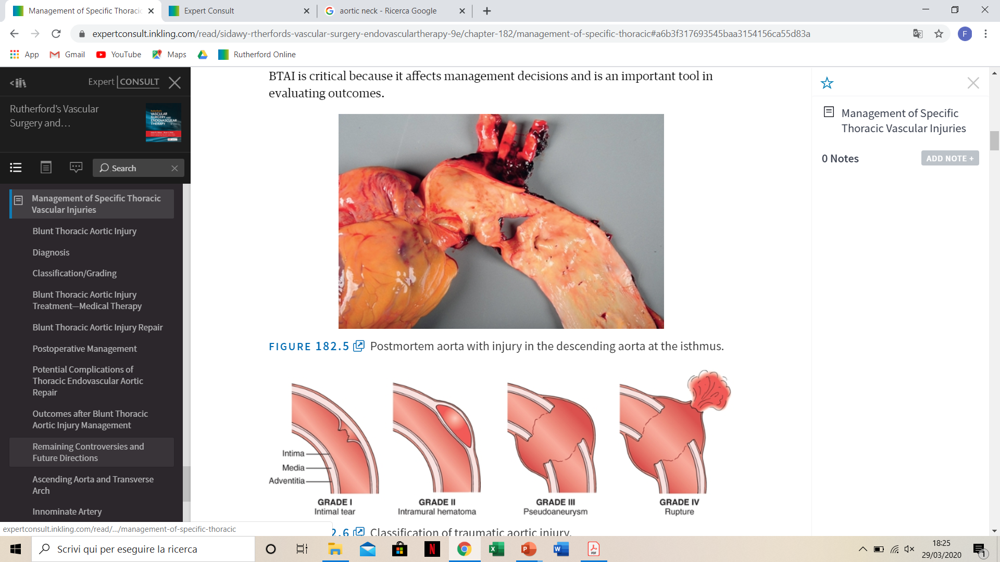 Management of Specific Thoracic
Expert Consult
aortic neck - Ricerca Google
expertconsult.inkling.com/read/sidawy-rtherfords-vascular-surgery-endovasculartherapy-9e/chapter-182/management-of-specific-thoracic#a6b3f317693545baa3154156ca55d83a
F
App
Gmail
YouTube
Maps
Rutherford Online
Expert CONSULT
Rutherford's Vascular
Surgery and…
Rutherford's
VASCULAR
SURGERY AND
ENDOVASCULAR
THERAPY
Search
Management of Specific Thoracic
Vascular Injuries
Blunt Thoracic Aortic Injury
Diagnosis
Classification/Grading
Blunt Thoracic Aortic Injury
Treatment—Medical Therapy
Blunt Thoracic Aortic Injury Repair
Postoperative Management
Potential Complications of
Thoracic Endovascular Aortic
Repair
Outcomes after Blunt Thoracic
Aortic Injury Management
Remaining Controversies and
Future Directions
Ascending Aorta and Transverse
Arch
Innominate Artery
expertconsult.inkling.com/read/.../management-of-specific-thoracic
BTAI is critical because it affects management decisions and is an important tool in
evaluating outcomes.
FIGURE 182.5 Postmortem aorta with injury in the descending aorta at the isthmus.
Intima
Media
Adventitia
GRADE I
Intimal tear
GRADE II
Intramural hematoma
GRADE III
Pseudoaneurysm
GRADE IV
Rupture
2.6 Classification of traumatic aortic injury.
Management of Specific
Thoracic Vascular Injuries
0 Notes
ADD NOTE +
Scrivi qui per eseguire la ricerca
N
X
P
W
PDF
18:25
29/03/2020
1